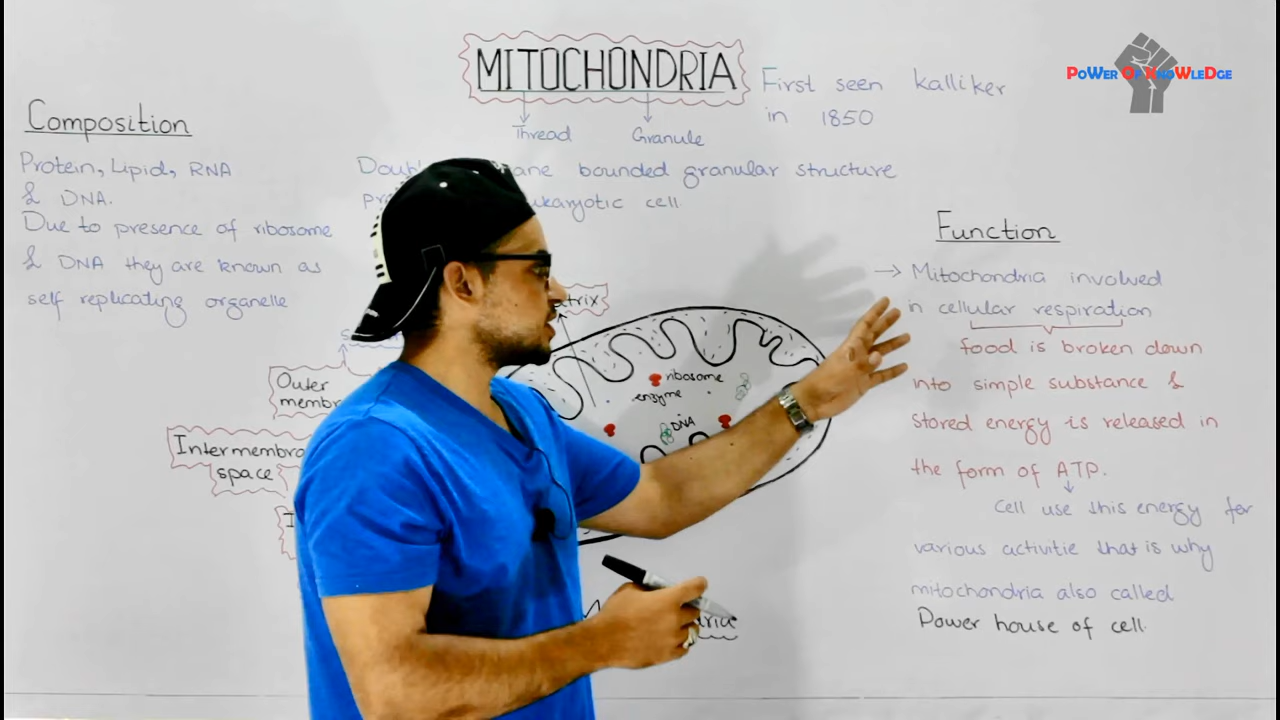 MITOCHONDRIA
First seen kalliker
in 1850
PoWer Of KnoWleDge
Thread
Granule
Composition
Protein, Lipid, RNA
& DNA.
Due to presence of ribosome
& DNA they are known as
self replicating organelle
bounded granular structure
eukaryotic cell
Outer
Intermembra
space
ribosome
enzyme
DNA
Function
→ Mitochondria involved
in cellular respiration
food is broken down
into simple substance &
stored energy is released in
the form of ATP.
Cell use this energy for
various activitie that is why
mitochondria also called
Power house of cell.